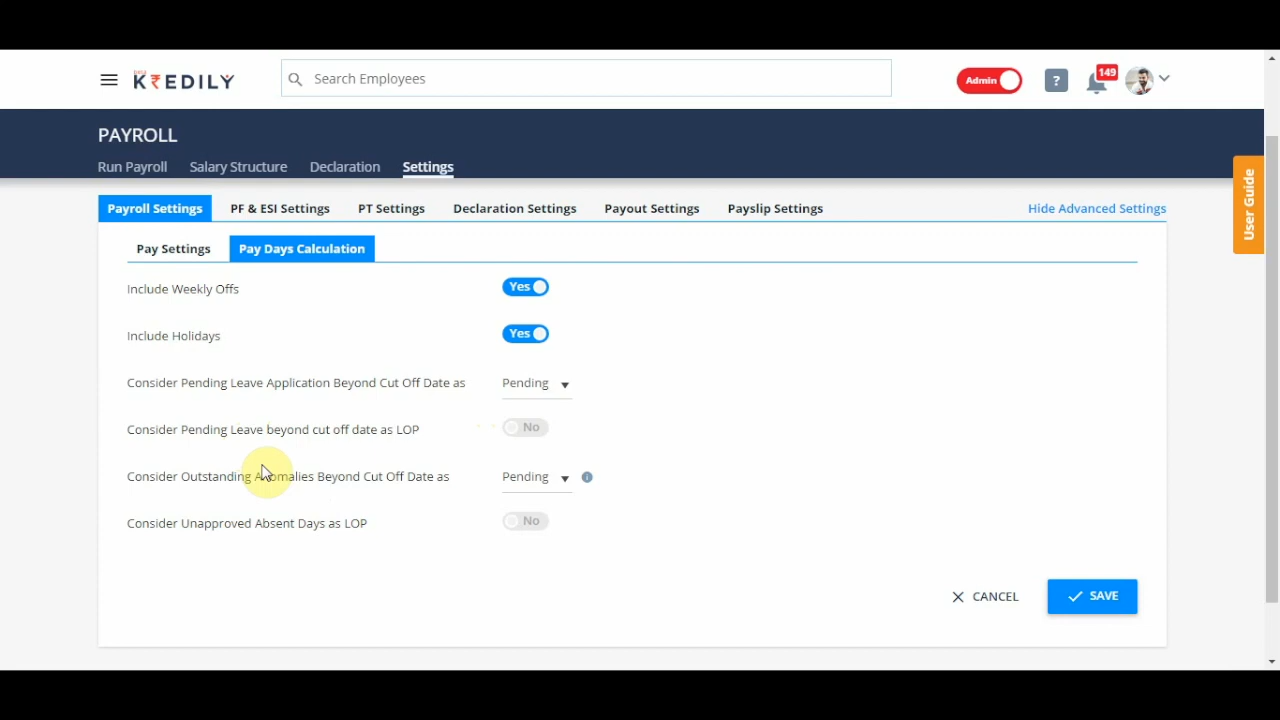 beta
KREDILY
Search Employees
Admin
?
149
PAYROLL
Run Payroll Salary Structure Declaration Settings
User Guide
Payroll Settings PF & ESI Settings PT Settings Declaration Settings Payout Settings Payslip Settings Hide Advanced Settings
Pay Settings Pay Days Calculation
Include Weekly Offs Yes
Include Holidays Yes
Consider Pending Leave Application Beyond Cut Off Date as Pending
Consider Pending Leave beyond cut off date as LOP No
Consider Outstanding Anomalies Beyond Cut Off Date as Pending
Consider Unapproved Absent Days as LOP No
CANCEL SAVE